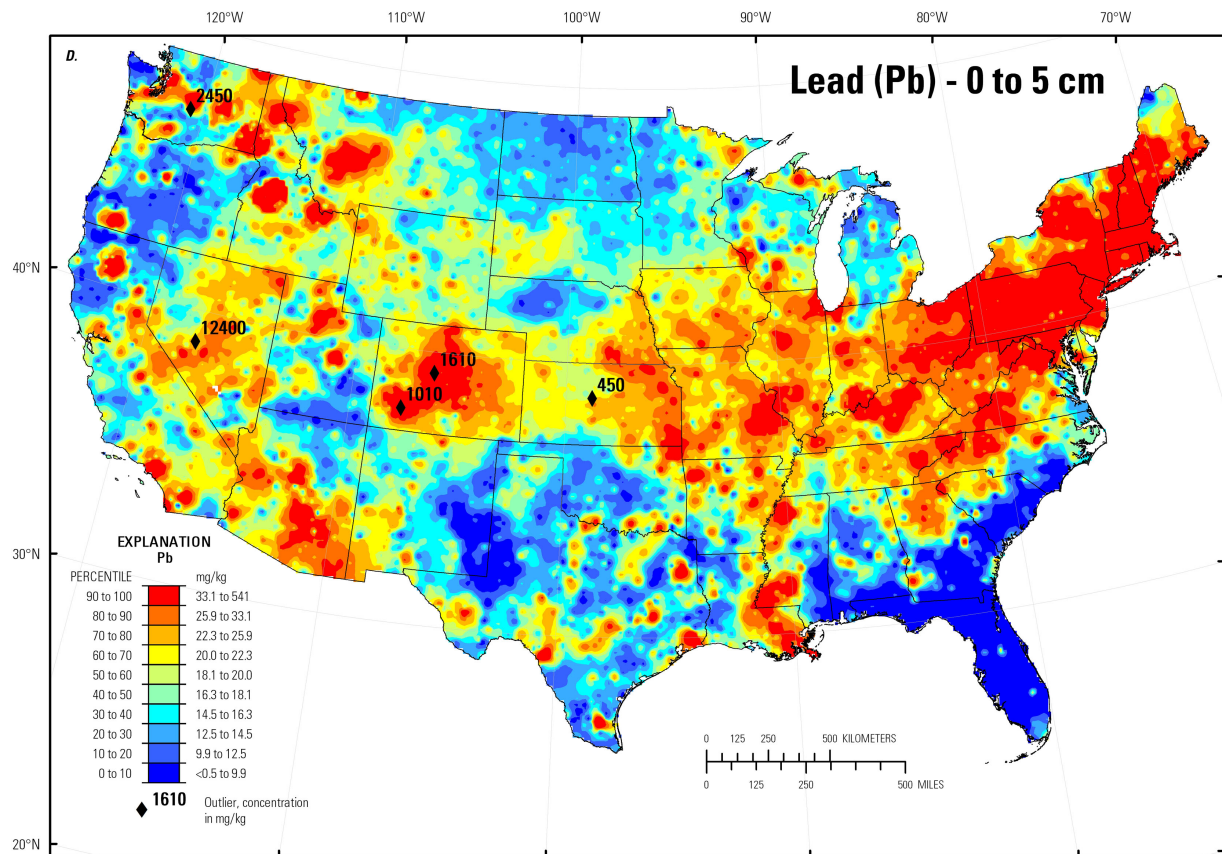 120°W 110°W 100°W 90°W 80°W 70°W
D.
Lead (Pb) - 0 to 5 cm
2450
40°N
12400
1610
1010
450
30°N
EXPLANATION
Pb
PERCENTILE mg/kg
90 to 100 33.1 to 541
80 to 90 25.9 to 33.1
70 to 80 22.3 to 25.9
60 to 70 20.0 to 22.3
50 to 60 18.1 to 20.0
40 to 50 16.3 to 18.1
30 to 40 14.5 to 16.3
20 to 30 12.5 to 14.5
10 to 20 9.9 to 12.5
0 to 10 <0.5 to 9.9
1610 Outlier, concentration
in mg/kg
0 125 250 500 KILOMETERS
0 125 250 500 MILES
20°N